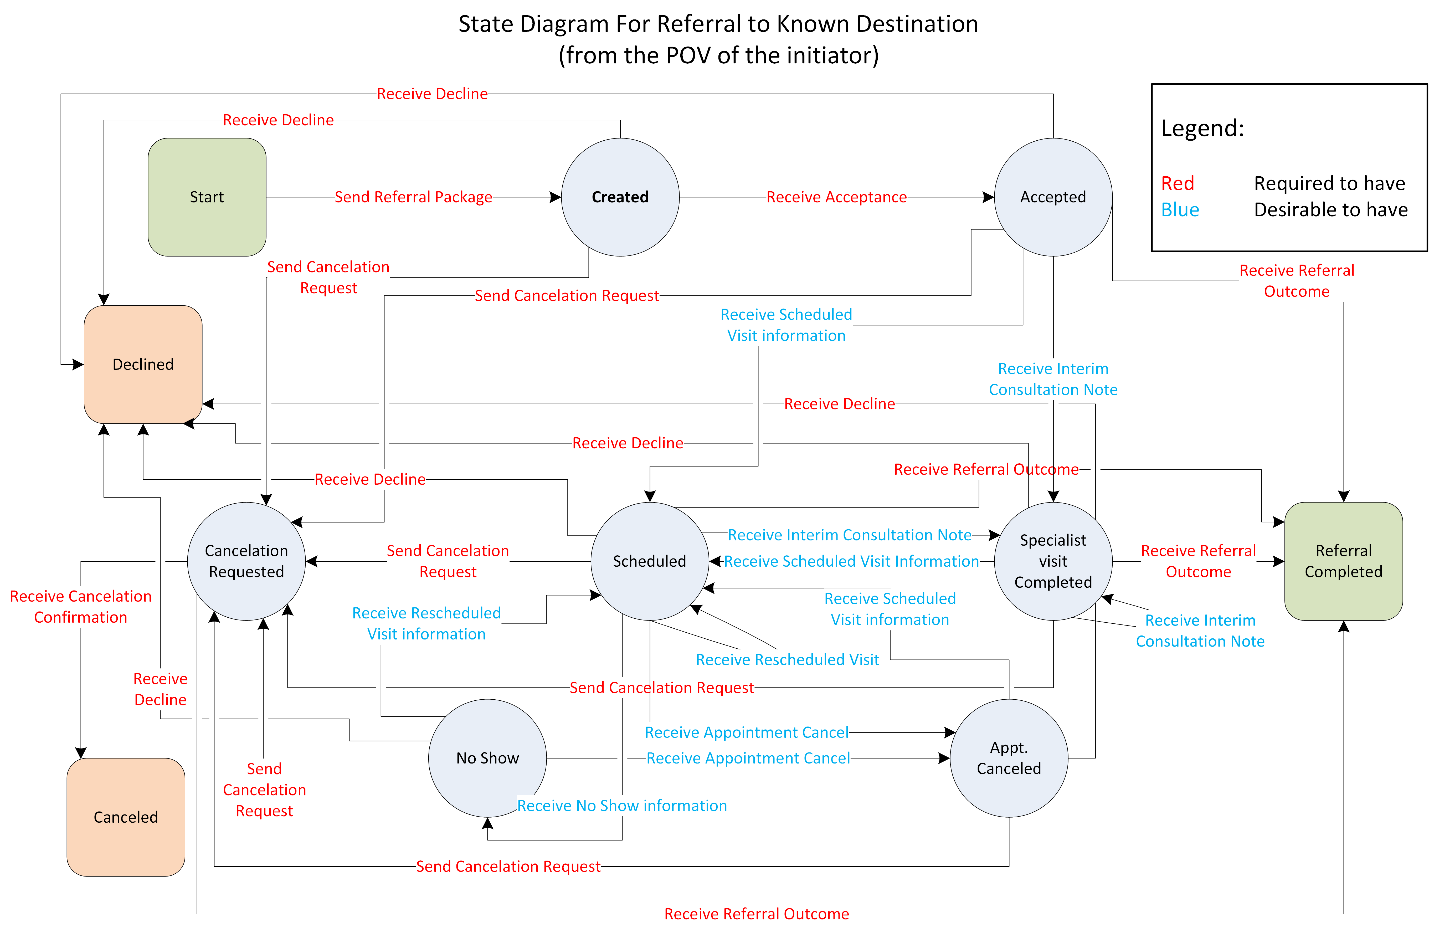 State Diagram For Referral to Known Destination
(from the POV of the initiator)
Receive Decline
Receive Decline
Legend:
Red Required to have
Blue Desirable to have
Start
Send Referral Package
Created
Receive Acceptance
Accepted
Send Cancelation
Request
Send Cancelation Request
Receive Referral
Outcome
Receive Scheduled
Visit information
Declined
Receive Interim
Consultation Note
Receive Decline
Receive Decline
Receive Decline
Receive Referral Outcome
Cancelation
Requested
Send Cancelation
Request
Scheduled
Receive Interim Consultation Note
Receive Scheduled Visit Information
Specialist
visit
Completed
Receive Referral
Outcome
Referral
Completed
Receive Cancelation
Confirmation
Receive Rescheduled
Visit information
Receive Scheduled
Visit information
Receive Interim
Consultation Note
Receive Rescheduled Visit
Receive
Decline
Send Cancelation Request
Receive Appointment Cancel
No Show
Receive Appointment Cancel
Appt.
Canceled
Send
Cancelation
Request
Receive No Show information
Canceled
Send Cancelation Request
Receive Referral Outcome